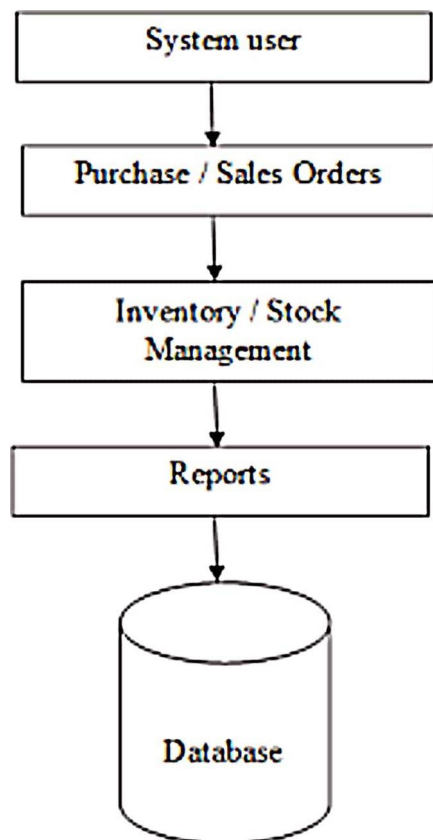 System user
Purchase / Sales Orders
Inventory / Stock
Management
Reports
Database